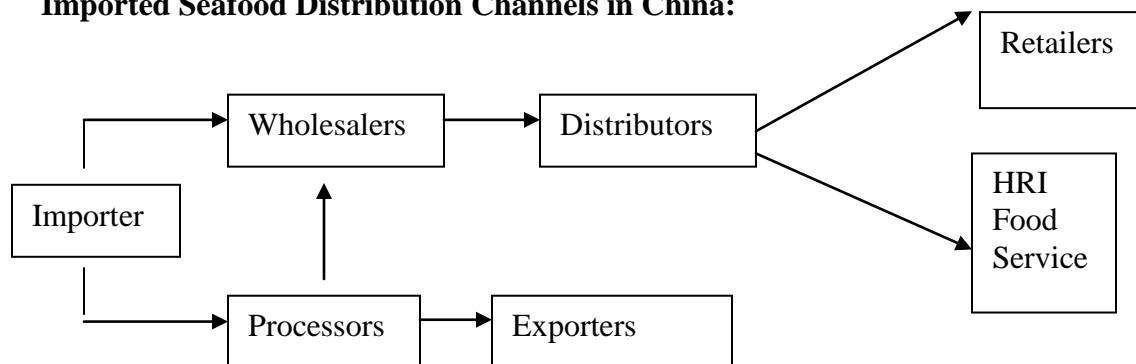 Imported Seafood Distribution Channels in China:
Retailers
Wholesalers
Distributors
HRI
Food
Service
Importer
Processors
Exporters